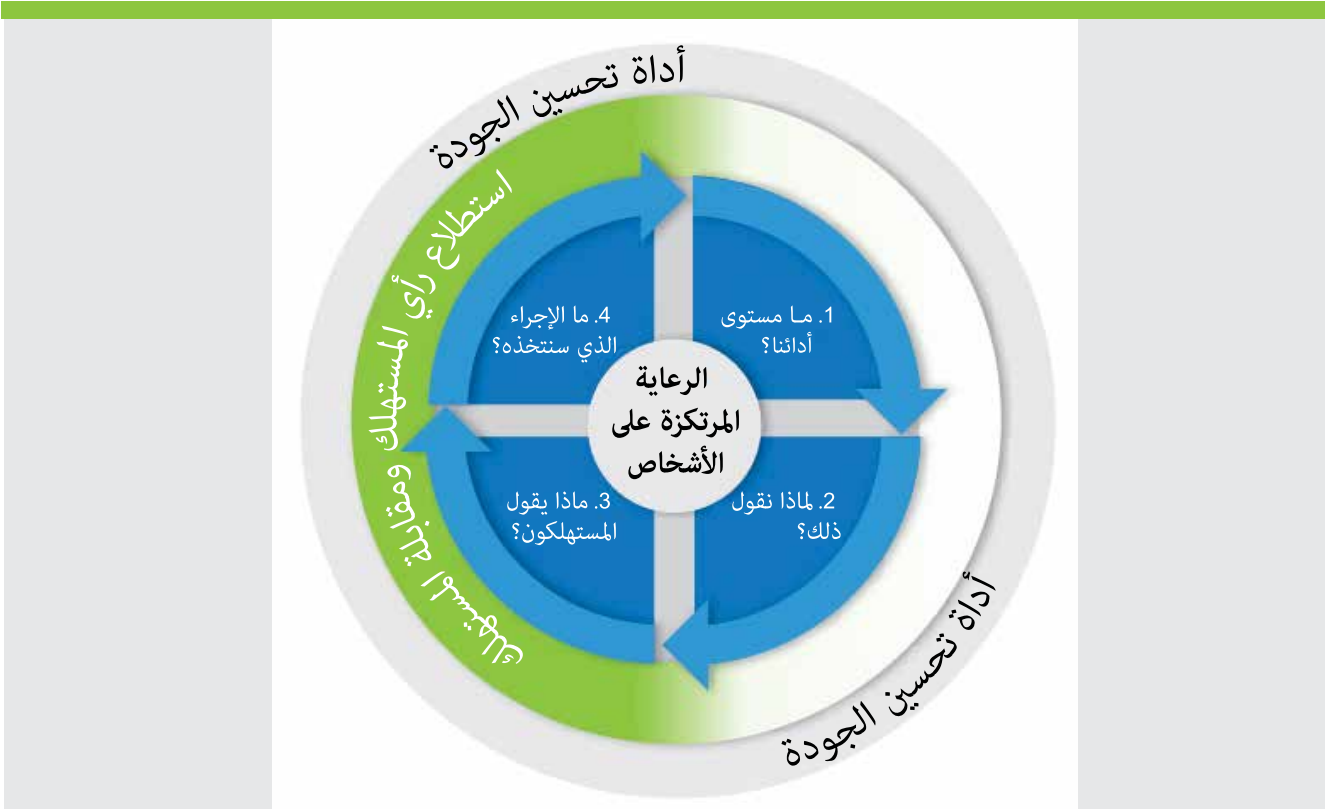 أداة تحسين الجودة
استطلاع رأي المستهلك ومقابلة المستهلك
1. مـا مستوى
أدائنا؟
2. لماذا نقول
ذلك؟
3. ماذا يقول
المستهلكون؟
4. ما الإجراء
الذي سنتخذه؟
الرعاية
المرتكزة على
الأشخاص
أداة تحسين الجودة